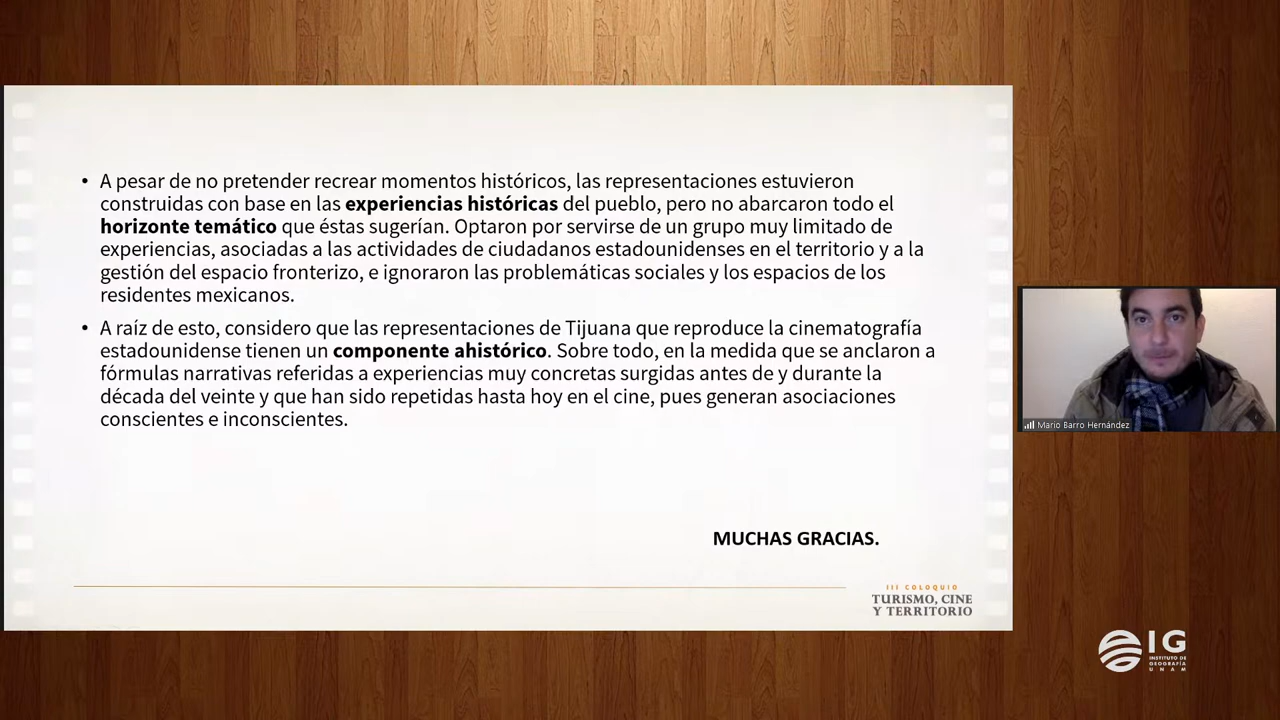 • A pesar de no pretender recrear momentos históricos, las representaciones estuvieron
construidas con base en las experiencias históricas del pueblo, pero no abarcaron todo el
horizonte temático que éstas sugerían. Optaron por servirse de un grupo muy limitado de
experiencias, asociadas a las actividades de ciudadanos estadounidenses en el territorio y a la
gestión del espacio fronterizo, e ignoraron las problemáticas sociales y los espacios de los
residentes mexicanos.
• A raíz de esto, considero que las representaciones de Tijuana que reproduce la cinematografía
estadounidense tienen un componente ahistórico. Sobre todo, en la medida que se anclaron a
fórmulas narrativas referidas a experiencias muy concretas surgidas antes de y durante la
década del veinte y que han sido repetidas hasta hoy en el cine, pues generan asociaciones
conscientes e inconscientes.
MUCHAS GRACIAS.
III COLOQUIO
TURISMO, CINE
Y TERRITORIO
Mario Barro Hernández
IG
INSTITUTO DE
GEOGRAFÍA
UNAM